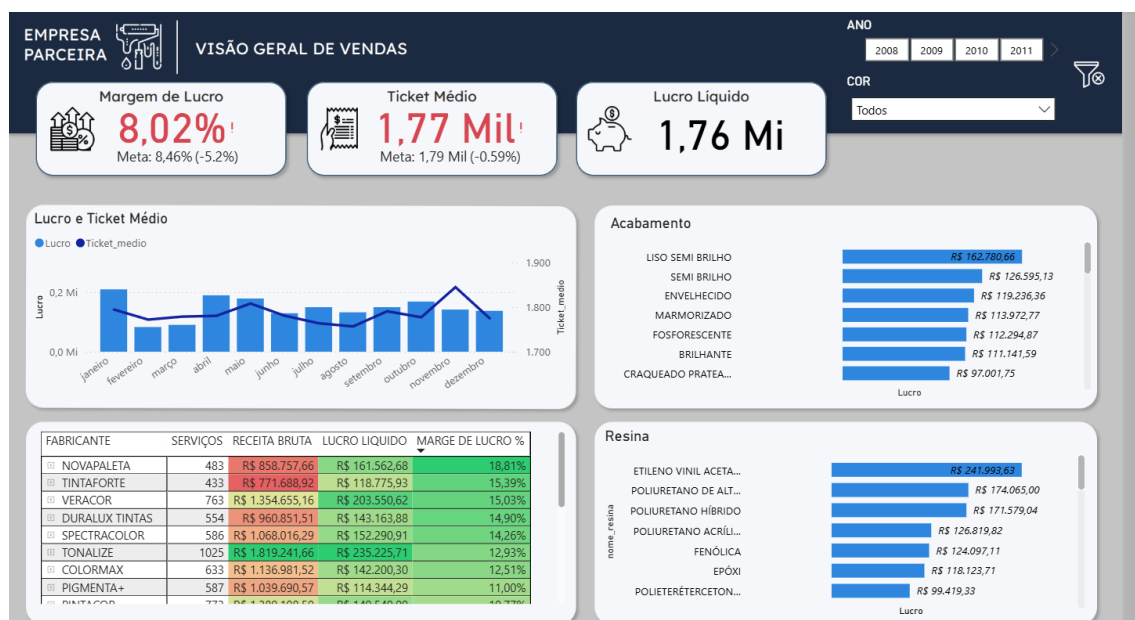 EMPRESA
PARCEIRA
VISÃO GERAL DE VENDAS
ANO
2008 2009 2010 2011
COR
Todos
Margem de Lucro
8,02%!
Meta: 8,46% (-5.2%)
Ticket Médio
1,77 Mil!
Meta: 1,79 Mil (-0.59%)
Lucro Liquido
1,76 Mi
Lucro e Ticket Médio
Lucro Ticket_medio
1.900
0,2 Mi
1.800
0,0 Mi
1.700
Lucro
Ticket_medio
janeiro fevereiro março abril maio junho julho agosto setembro outubro novembro dezembro
Acabamento
LISO SEMI BRILHO R$ 162.780,66
SEMI BRILHO R$ 126.595,13
ENVELHECIDO R$ 119.236,36
MARMORIZADO R$ 113.972,77
FOSFORESCENTE R$ 112.294,87
BRILHANTE R$ 111.141,59
CRAQUEADO PRATEA... R$ 97.001,75
Lucro
FABRICANTE SERVIÇOS RECEITA BRUTA LUCRO LIQUIDO MARGE DE LUCRO %
NOVAPALETA 483 R$ 858.757,66 R$ 161.562,68 18,81%
TINTAFORTE 433 R$ 771.688,92 R$ 118.775,93 15,39%
VERACOR 763 R$ 1.354.655,16 R$ 203.550,62 15,03%
DURALUX TINTAS 554 R$ 960.851,51 R$ 143.163,88 14,90%
SPECTRACOLOR 586 R$ 1.068.016,29 R$ 152.290,91 14,26%
TONALIZE 1025 R$ 1.819.241,66 R$ 235.225,71 12,93%
COLORMAX 633 R$ 1.136.981,52 R$ 142.200,30 12,51%
PIGMENTA+ 587 R$ 1.039.690,57 R$ 114.344,29 11,00%
Resina
nome_resina
ETILENO VINIL ACETA... R$ 241.993,63
POLIURETANO DE ALT... R$ 174.065,00
POLIURETANO HÍBRIDO R$ 171.579,04
POLIURETANO ACRÍLI... R$ 126.819,82
FENÓLICA R$ 124.097,11
EPÓXI R$ 118.123,71
POLIETERÉTERCETON... R$ 99.419,33
Lucro